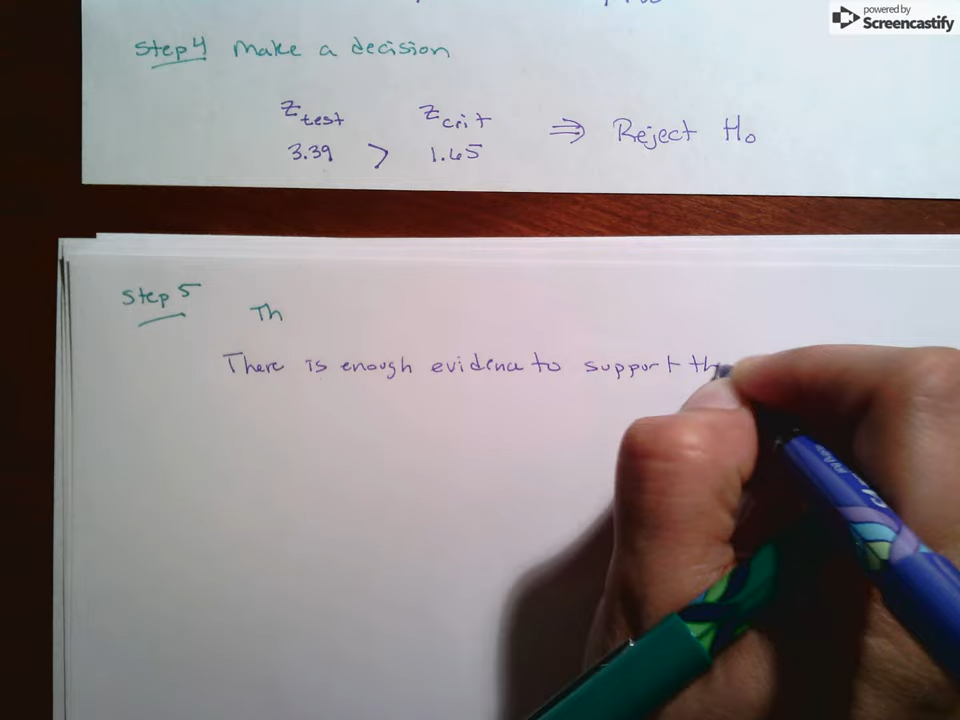 powered by
Screencastify
Step 4 Make a decision
Z test Z crit ⇒ Reject H₀
3.39 > 1.65
Step 5
Th
There is enough evidence to support th